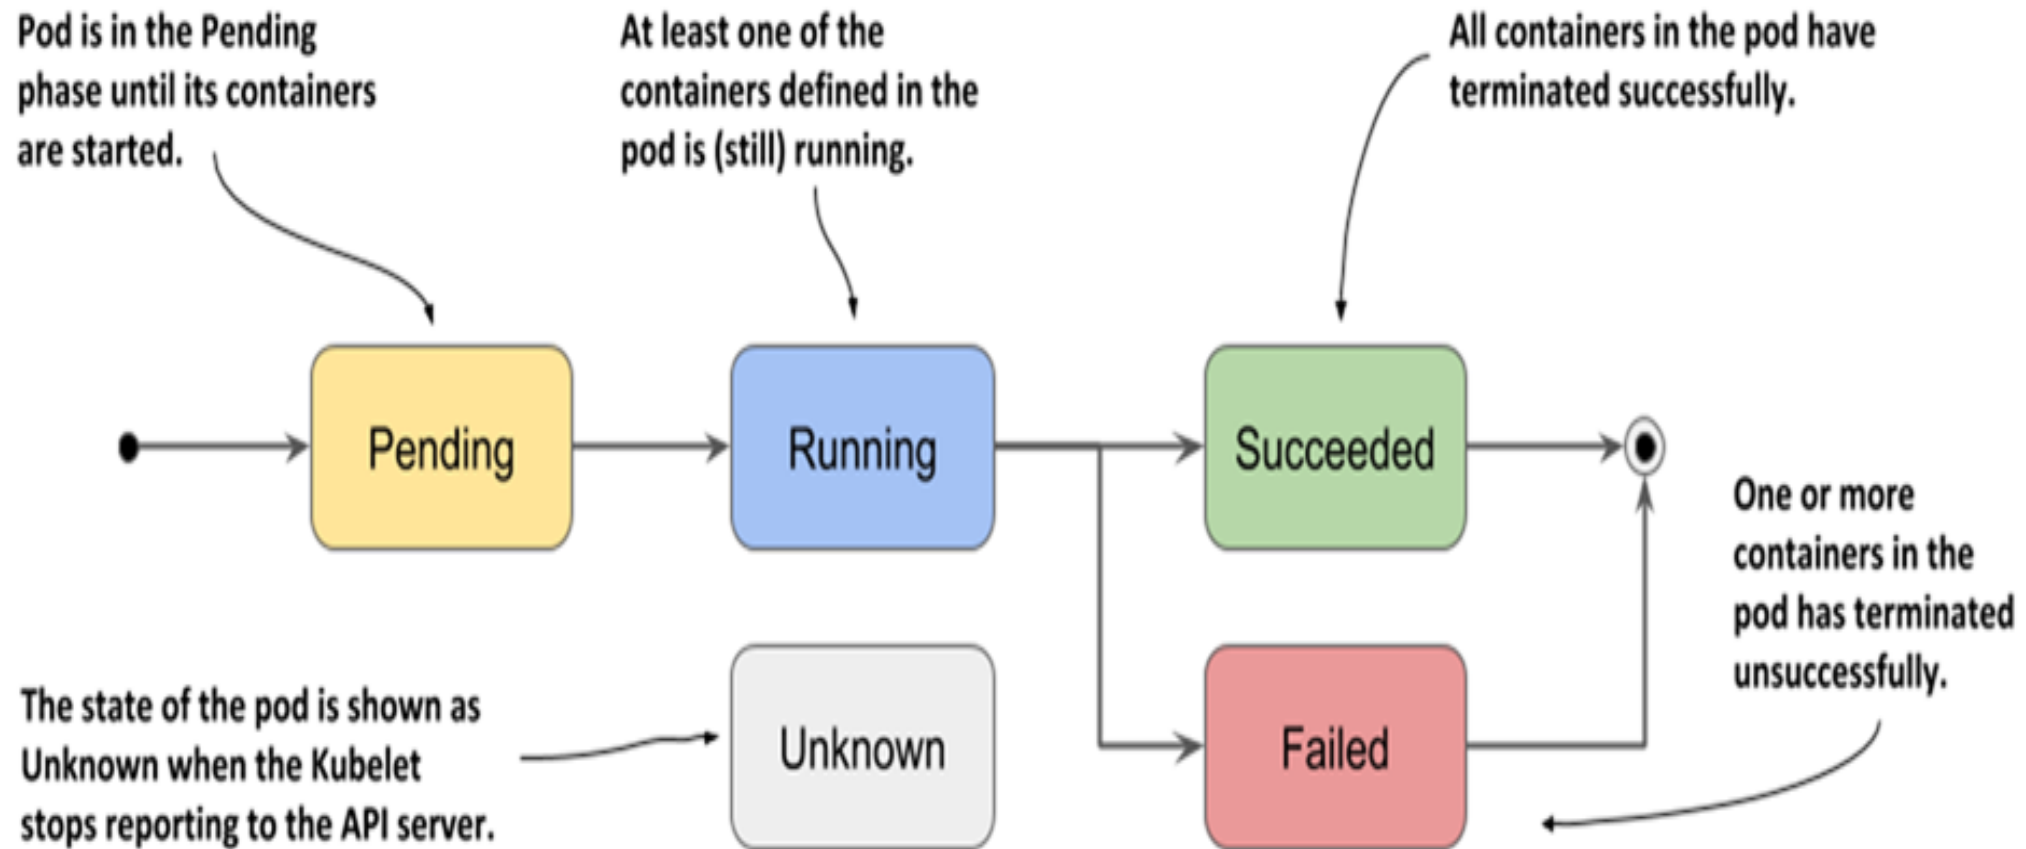 Pod is in the Pending
phase until its containers
are started.
At least one of the
containers defined in the
pod is (still) running.
All containers in the pod have
terminated successfully.
Pending
Running
Succeeded
One or more
containers in the
pod has terminated
unsuccessfully.
The state of the pod is shown as
Unknown when the Kubelet
stops reporting to the API server.
Unknown
Failed